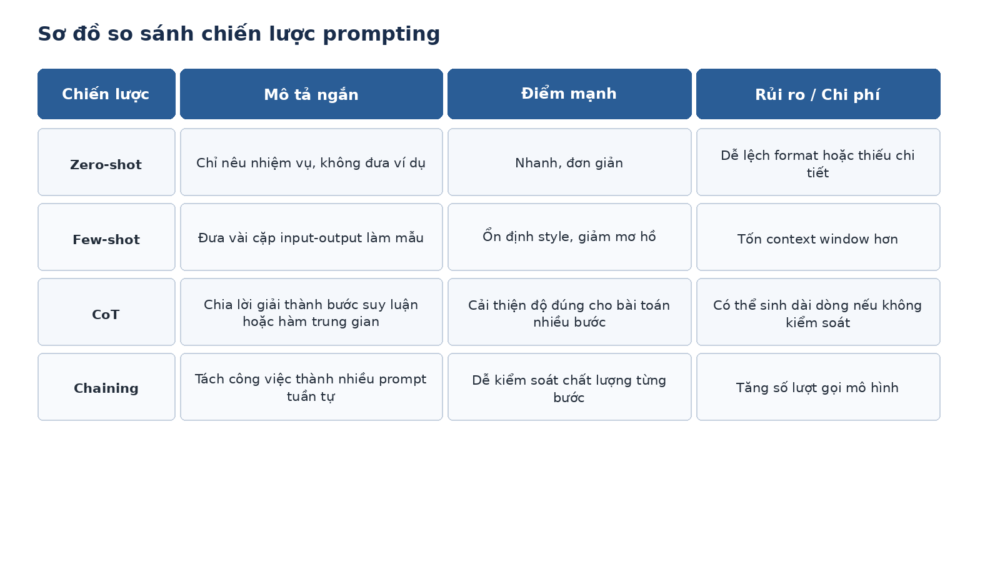 Sơ đồ so sánh chiến lược prompting
Chiến lược
Mô tả ngắn
Điểm mạnh
Rủi ro / Chi phí
Zero-shot
Chỉ nêu nhiệm vụ, không đưa ví dụ
Nhanh, đơn giản
Dễ lệch format hoặc thiếu chi
tiết
Few-shot
Đưa vài cặp input-output làm mẫu
Ổn định style, giảm mơ hồ
Tốn context window hơn
CoT
Chia lời giải thành bước suy luận
hoặc hàm trung gian
Cải thiện độ đúng cho bài toán
nhiều bước
Có thể sinh dài dòng nếu không
kiểm soát
Chaining
Tách công việc thành nhiều prompt
tuần tự
Dễ kiểm soát chất lượng từng
bước
Tăng số lượt gọi mô hình